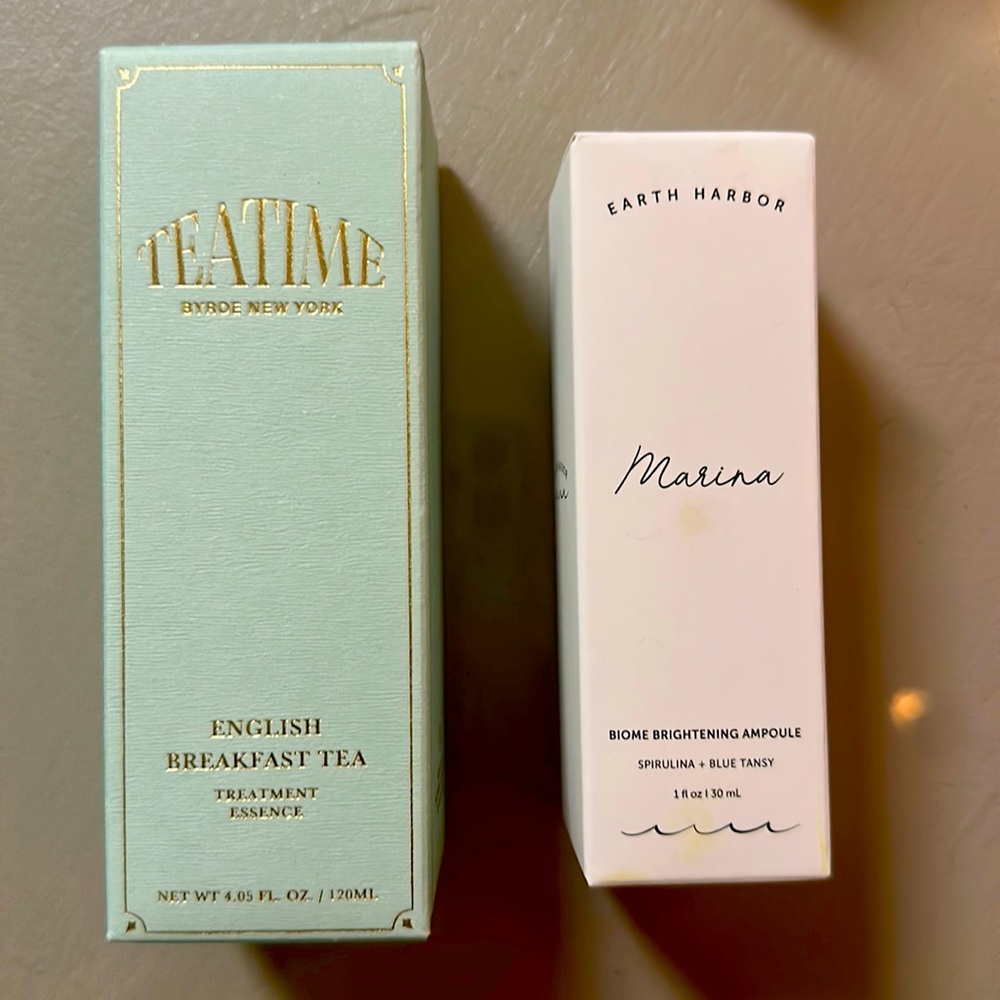 TEATIME
BYROE NEW YORK
ENGLISH
BREAKFAST TEA
TREATMENT
ESSENCE
NET WT 4.05 FL. OZ. / 120ML
EARTH HARBOR
Marina
BIOME BRIGHTENING AMPOULE
SPIRULINA + BLUE TANSY
1 fl oz | 30 mL